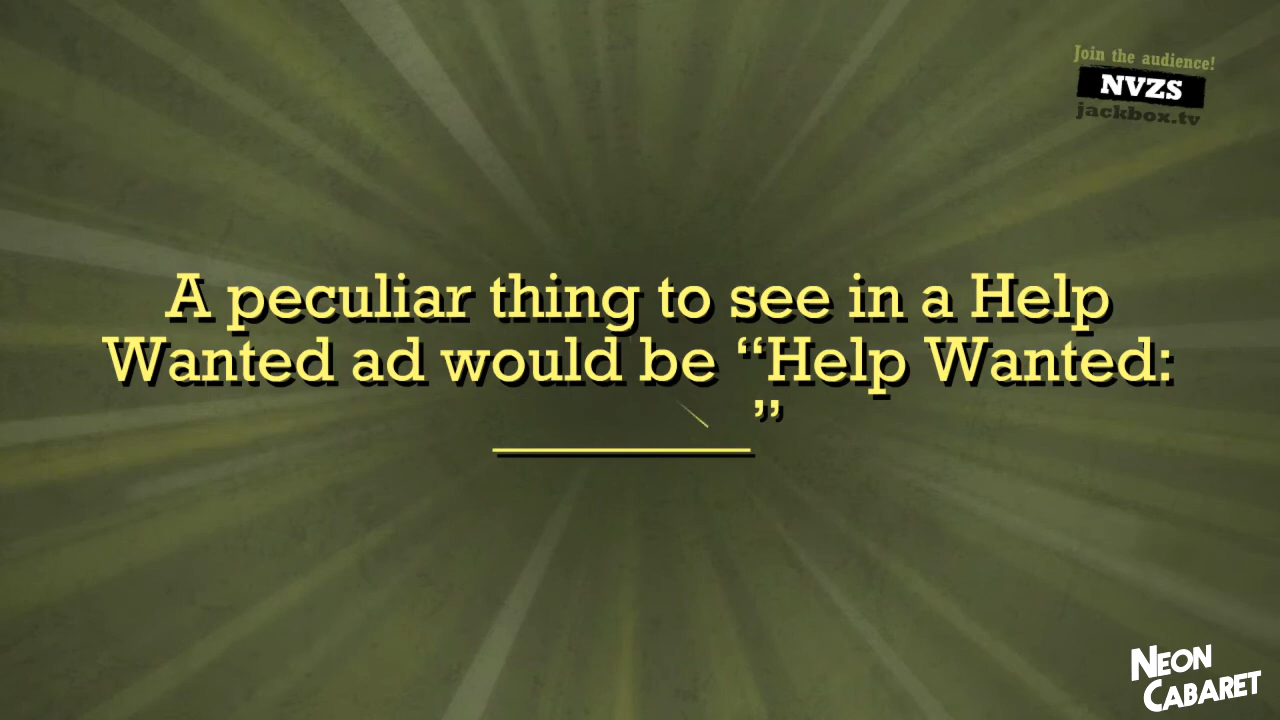 Join the audience!
NVZS
jackbox.tv
A peculiar thing to see in a Help
Wanted ad would be “Help Wanted:
__________”
NEON
CABARET